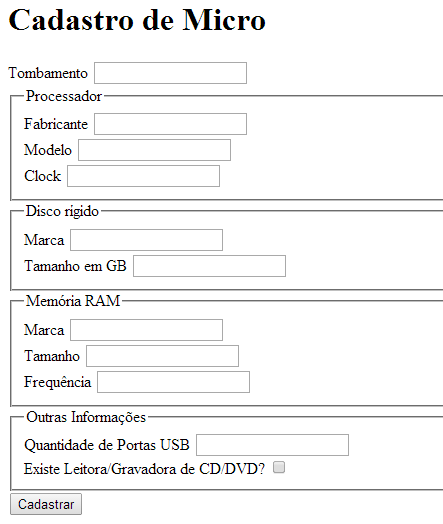 Cadastro de Micro
Tombamento
Processador
Fabricante
Modelo
Clock
Disco rígido
Marca
Tamanho em GB
Memória RAM
Marca
Tamanho
Frequência
Outras Informações
Quantidade de Portas USB
Existe Leitora/Gravadora de CD/DVD?
Cadastrar